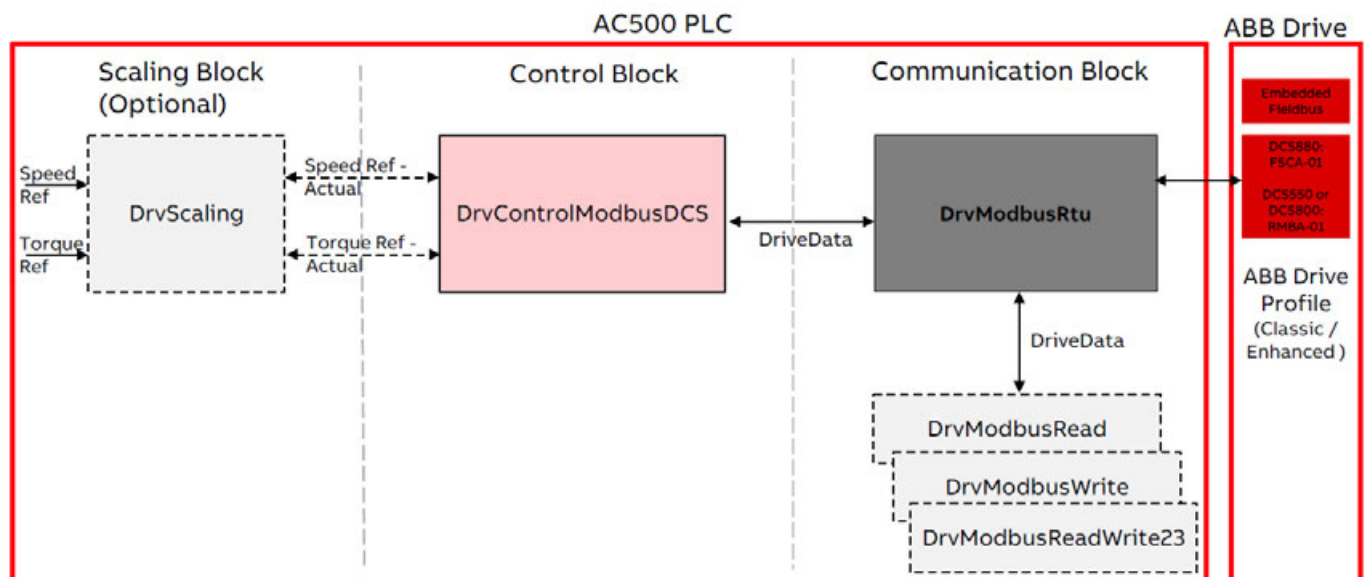 AC500 PLC
ABB Drive
Scaling Block
(Optional)
Control Block
Communication Block
Speed
Ref
Torque
Ref
DrvScaling
Speed Ref -
Actual
Torque Ref -
Actual
DrvControlModbusDCS
DriveData
DrvModbusRtu
DriveData
DrvModbusRead
DrvModbusWrite
DrvModbusReadWrite23
Embedded
Fieldbus
DCS880:
FSCA-01
DCS550 or
DCS800:
RMBA-01
ABB Drive
Profile
(Classic /
Enhanced )